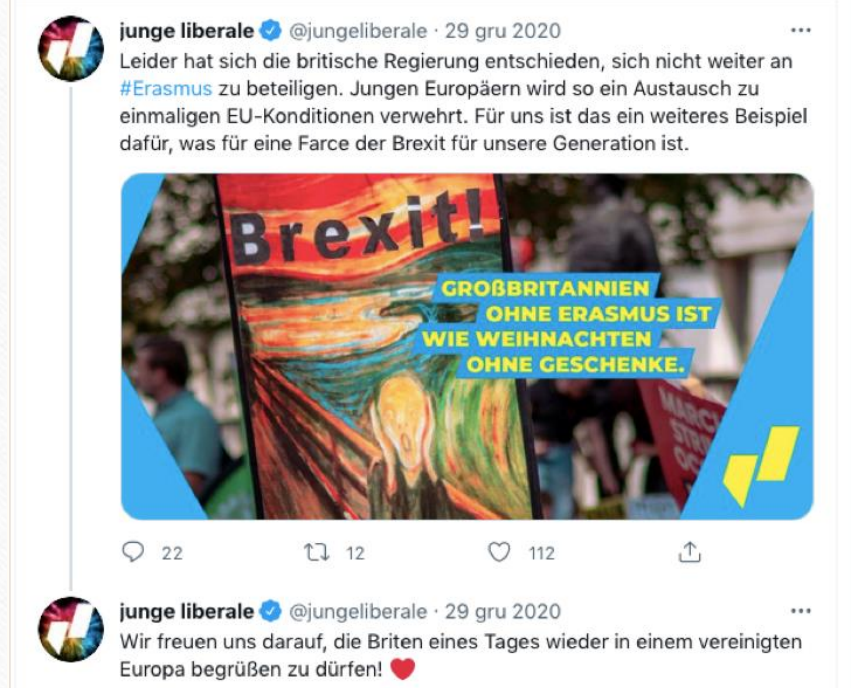 junge liberale @jungeliberale · 29 gru 2020
Leider hat sich die britische Regierung entschieden, sich nicht weiter an
#Erasmus zu beteiligen. Jungen Europäern wird so ein Austausch zu
einmaligen EU-Konditionen verwehrt. Für uns ist das ein weiteres Beispiel
dafür, was für eine Farce der Brexit für unsere Generation ist.
Brexit!
GROẞBRITANNIEN
OHNE ERASMUS IST
WIE WEIHNACHTEN
OHNE GESCHENKE.
MARCH
22 12 112
junge liberale @jungeliberale · 29 gru 2020
Wir freuen uns darauf, die Briten eines Tages wieder in einem vereinigten
Europa begrüßen zu dürfen! ❤️